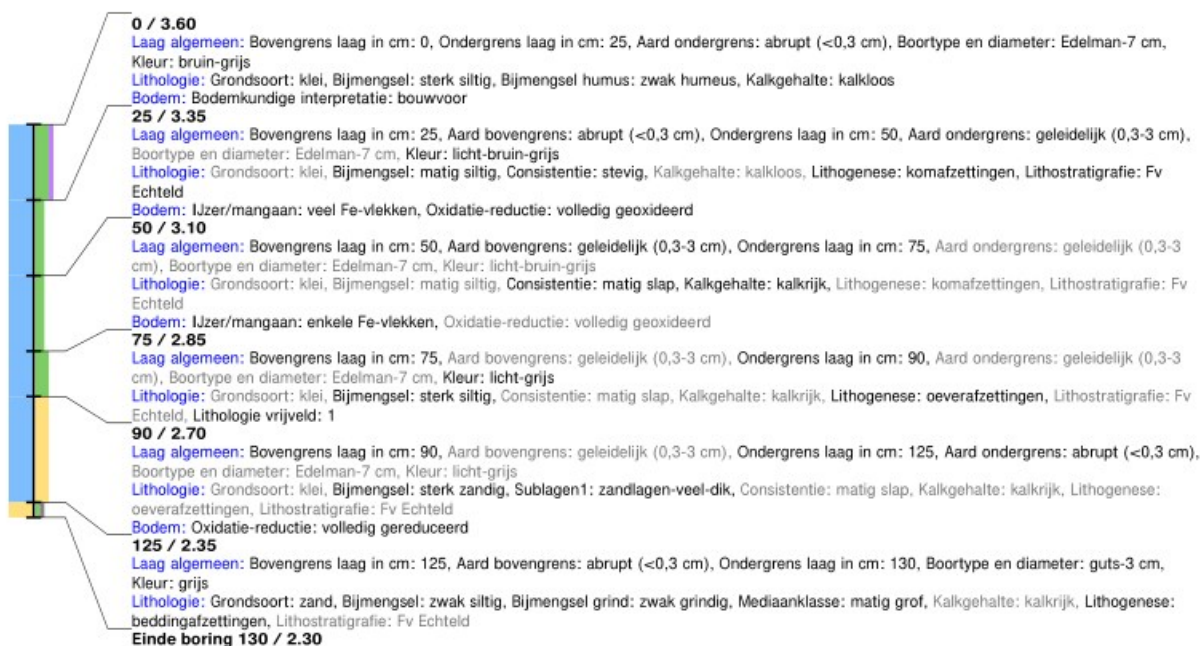 0 / 3.60
Laag algemeen: Bovengrens laag in cm: 0, Ondergrens laag in cm: 25, Aard ondergrens: abrupt (<0,3 cm), Boortype en diameter: Edelman-7 cm,
Kleur: bruin-grijs
Lithologie: Grondsoort: klei, Bijmengsel: sterk siltig, Bijmengsel humus: zwak humeus, Kalkgehalte: kalkloos
Bodem: Bodemkundige interpretatie: bouwvoor
25 / 3.35
Laag algemeen: Bovengrens laag in cm: 25, Aard bovengrens: abrupt (<0,3 cm), Ondergrens laag in cm: 50, Aard ondergrens: geleidelijk (0,3-3 cm),
Boortype en diameter: Edelman-7 cm, Kleur: licht-bruin-grijs
Lithologie: Grondsoort: klei, Bijmengsel: matig siltig, Consistentie: stevig, Kalkgehalte: kalkloos, Lithogenese: komafzettingen, Lithostratigrafie: Fv
Echteld
Bodem: IJzer/mangaan: veel Fe-vlekken, Oxidatie-reductie: volledig geoxideerd
50 / 3.10
Laag algemeen: Bovengrens laag in cm: 50, Aard bovengrens: geleidelijk (0,3-3 cm), Ondergrens laag in cm: 75, Aard ondergrens: geleidelijk (0,3-3
cm), Boortype en diameter: Edelman-7 cm, Kleur: licht-bruin-grijs
Lithologie: Grondsoort: klei, Bijmengsel: matig siltig, Consistentie: matig slap, Kalkgehalte: kalkrijk, Lithogenese: komafzettingen, Lithostratigrafie: Fv
Echteld
Bodem: IJzer/mangaan: enkele Fe-vlekken, Oxidatie-reductie: volledig geoxideerd
75 / 2.85
Laag algemeen: Bovengrens laag in cm: 75, Aard bovengrens: geleidelijk (0,3-3 cm), Ondergrens laag in cm: 90, Aard ondergrens: geleidelijk (0,3-3
cm), Boortype en diameter: Edelman-7 cm, Kleur: licht-grijs
Lithologie: Grondsoort: klei, Bijmengsel: sterk siltig, Consistentie: matig slap, Kalkgehalte: kalkrijk, Lithogenese: oeverafzettingen, Lithostratigrafie: Fv
Echteld, Lithologie vrijveld: 1
90 / 2.70
Laag algemeen: Bovengrens laag in cm: 90, Aard bovengrens: geleidelijk (0,3-3 cm), Ondergrens laag in cm: 125, Aard ondergrens: abrupt (<0,3 cm),
Boortype en diameter: Edelman-7 cm, Kleur: licht-grijs
Lithologie: Grondsoort: klei, Bijmengsel: sterk zandig, Sublagen1: zandlagen-veel-dik, Consistentie: matig slap, Kalkgehalte: kalkrijk, Lithogenese:
oeverafzettingen, Lithostratigrafie: Fv Echteld
Bodem: Oxidatie-reductie: volledig gereduceerd
125 / 2.35
Laag algemeen: Bovengrens laag in cm: 125, Aard bovengrens: abrupt (<0,3 cm), Ondergrens laag in cm: 130, Boortype en diameter: guts-3 cm,
Kleur: grijs
Lithologie: Grondsoort: zand, Bijmengsel: zwak siltig, Bijmengsel grind: zwak grindig, Mediaanklasse: matig grof, Kalkgehalte: kalkrijk, Lithogenese:
beddingafzettingen, Lithostratigrafie: Fv Echteld
Einde boring 130 / 2.30